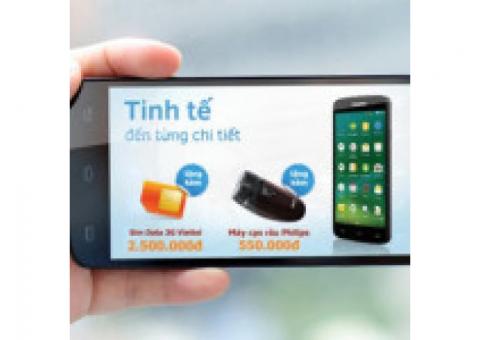 Tinh tế
đến từng chi tiết
tặng kèm
tặng kèm
Sim Data 3G Viettel
2.500.000đ
Máy cạo râu Philips
550.000đ